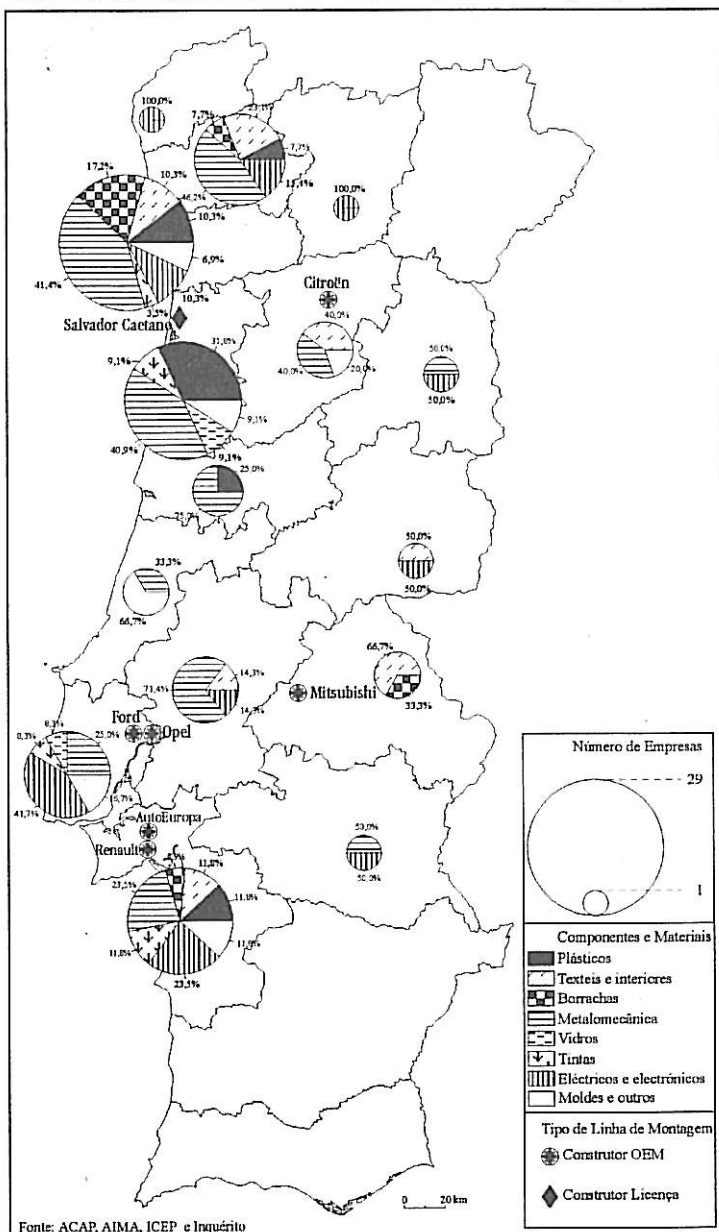 100,0%
7,7%
23,1%
7,7%
15,4%
46,2%
17,2%
10,3%
10,3%
6,9%
10,3%
3,5%
41,4%
100,0%
Citroën
Salvador Caetano
40,0%
40,0%
20,0%
31,8%
9,1%
9,1%
9,1%
40,9%
50,0%
50,0%
25,0%
75,0%
50,0%
50,0%
33,3%
66,7%
14,3%
71,4%
14,3%
Mitsubishi
66,7%
33,3%
Ford
Opel
8,3%
8,3%
25,0%
41,7%
AutoEuropa
Renault
50,0%
50,0%
11,8%
23,5%
11,8%
11,8%
11,8%
23,5%
Número de Empresas
29
1
Componentes e Materiais
Plásticos
Texteis e interiores
Borrachas
Metalomecânica
Vidros
Tintas
Eléctricos e electrónicos
Moldes e outros
Tipo de Linha de Montagem
Construtor OEM
Construtor Licença
0 20 km
Fonte: ACAP, AIMA, ICEP e Inquérito